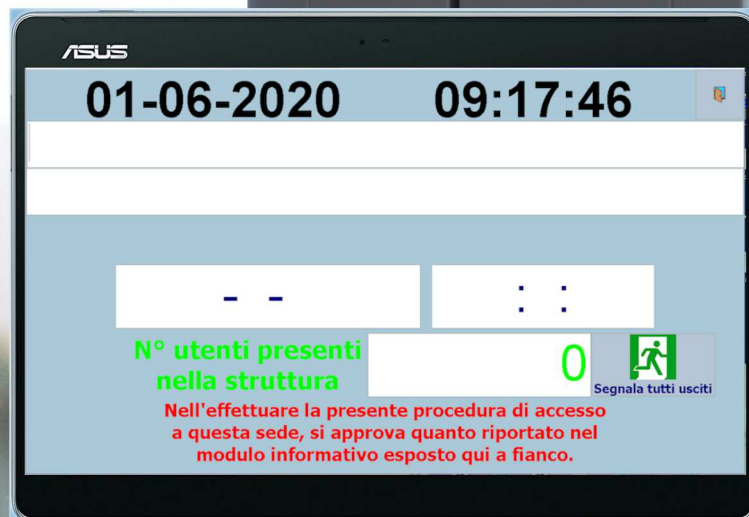 ASUS
01-06-2020 09:17:46
- - : :
N° utenti presenti
nella struttura
0
Segnala tutti usciti
Nell'effettuare la presente procedura di accesso
a questa sede, si approva quanto riportato nel
modulo informativo esposto qui a fianco.